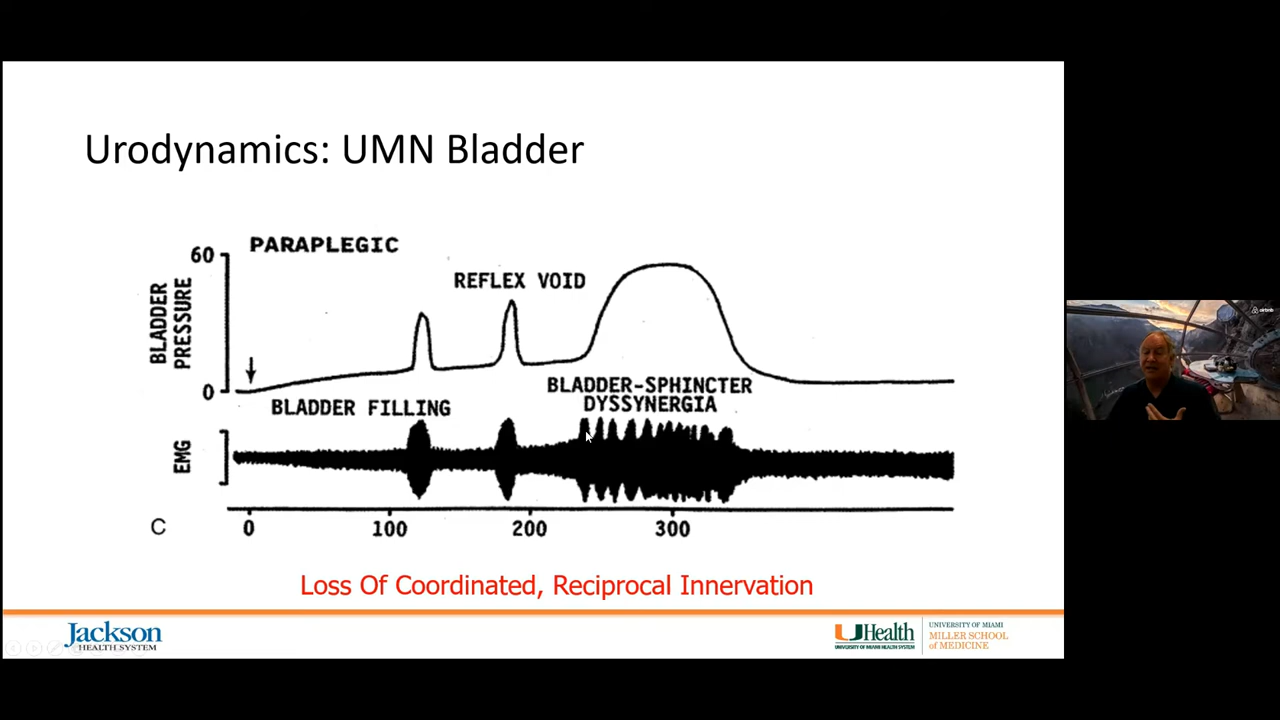 Urodynamics: UMN Bladder
PARAPLEGIC
60
REFLEX VOID
BLADDER
PRESSURE
0
BLADDER FILLING
BLADDER-SPHINCTER
DYSSYNERGIA
EMG
C
0 100 200 300
Loss Of Coordinated, Reciprocal Innervation
Jackson
HEALTH SYSTEM
UHealth
UNIVERSITY OF MIAMI HEALTH SYSTEM
UNIVERSITY OF MIAMI
MILLER SCHOOL
of MEDICINE
airbnb